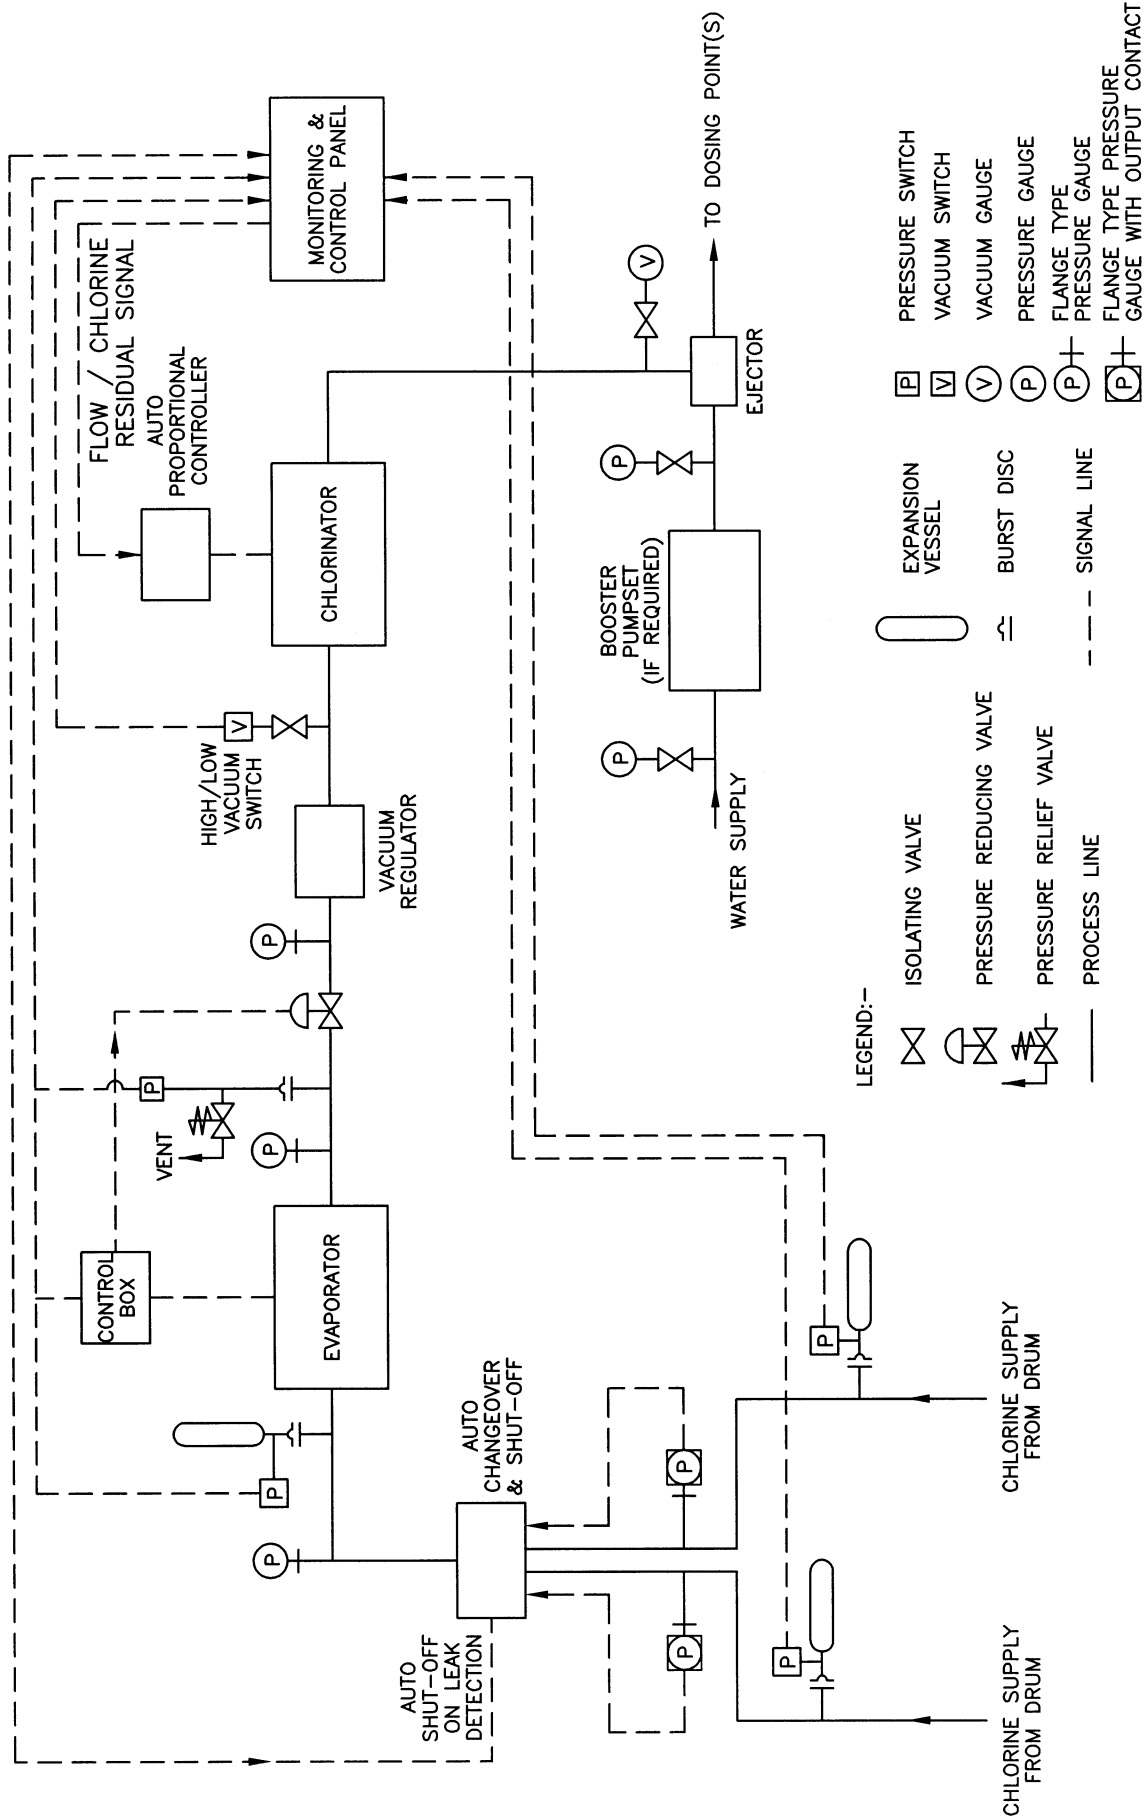 FLOW / CHLORINE
RESIDUAL SIGNAL
AUTO
PROPORTIONAL
CONTROLLER
MONITORING &
CONTROL PANEL
HIGH/LOW
VACUUM
SWITCH
V
CHLORINATOR
VACUUM
REGULATOR
P
P
VENT
P
CONTROL
BOX
EVAPORATOR
P
P
AUTO
CHANGEOVER
& SHUT-OFF
AUTO
SHUT-OFF
ON LEAK
DETECTION
P
P
P
P
CHLORINE SUPPLY
FROM DRUM
CHLORINE SUPPLY
FROM DRUM
WATER SUPPLY
P
BOOSTER
PUMPSET
(IF REQUIRED)
P
V
EJECTOR
TO DOSING POINT(S)
LEGEND:-
ISOLATING VALVE
PRESSURE REDUCING VALVE
PRESSURE RELIEF VALVE
PROCESS LINE
EXPANSION
VESSEL
BURST DISC
SIGNAL LINE
P PRESSURE SWITCH
V VACUUM SWITCH
V VACUUM GAUGE
P PRESSURE GAUGE
P FLANGE TYPE
PRESSURE GAUGE
P FLANGE TYPE PRESSURE
GAUGE WITH OUTPUT CONTACT